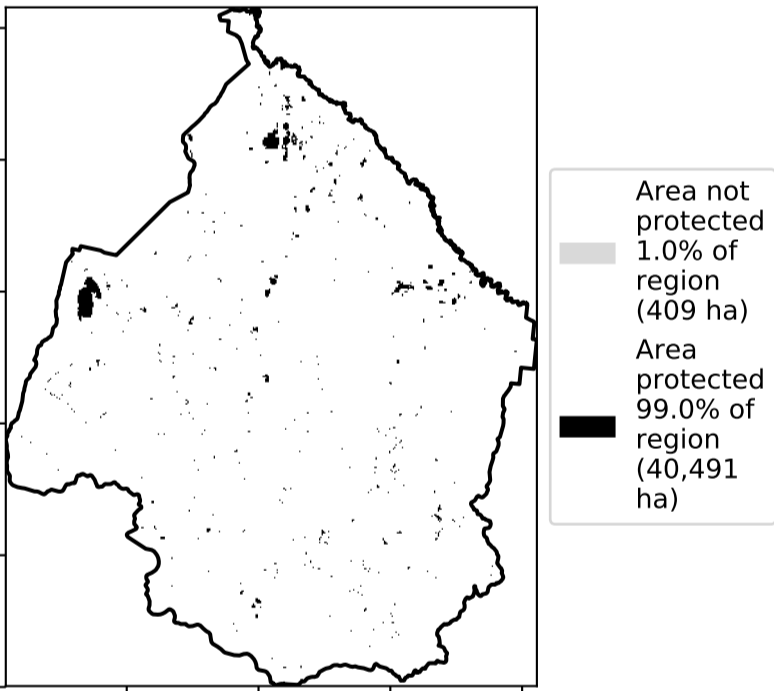 Area not
protected
1.0% of
region
(409 ha)
Area
protected
99.0% of
region
(40,491
ha)